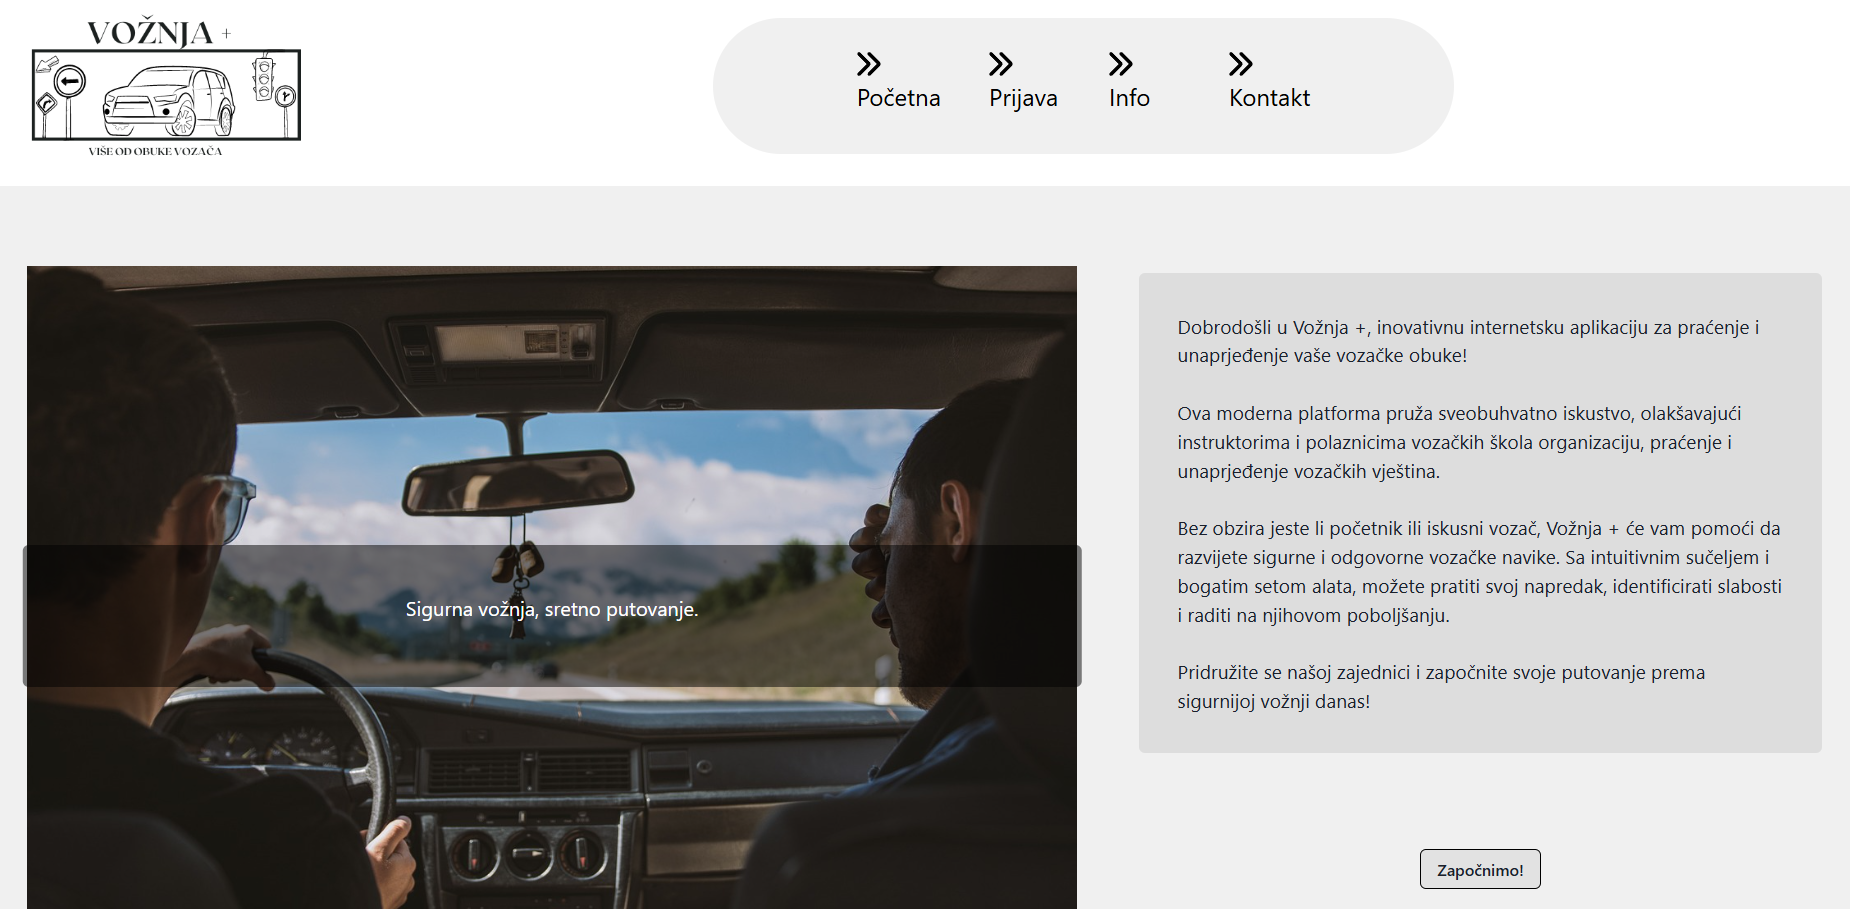 VOŽNJA +
VIŠE OD OBUKE VOZAČA
Početna
Prijava
Info
Kontakt
Sigurna vožnja, sretno putovanje.
Dobrodošli u Vožnja +, inovativnu internetsku aplikaciju za praćenje i
unaprjeđenje vaše vozačke obuke!
Ova moderna platforma pruža sveobuhvatno iskustvo, olakšavajući
instruktorima i polaznicima vozačkih škola organizaciju, praćenje i
unaprjeđenje vozačkih vještina.
Bez obzira jeste li početnik ili iskusni vozač, Vožnja + će vam pomoći da
razvijete sigurne i odgovorne vozačke navike. Sa intuitivnim sučeljem i
bogatim setom alata, možete pratiti svoj napredak, identificirati slabosti
i raditi na njihovom poboljšanju.
Pridružite se našoj zajednici i započnite svoje putovanje prema
sigurnijoj vožnji danas!
Započnimo!